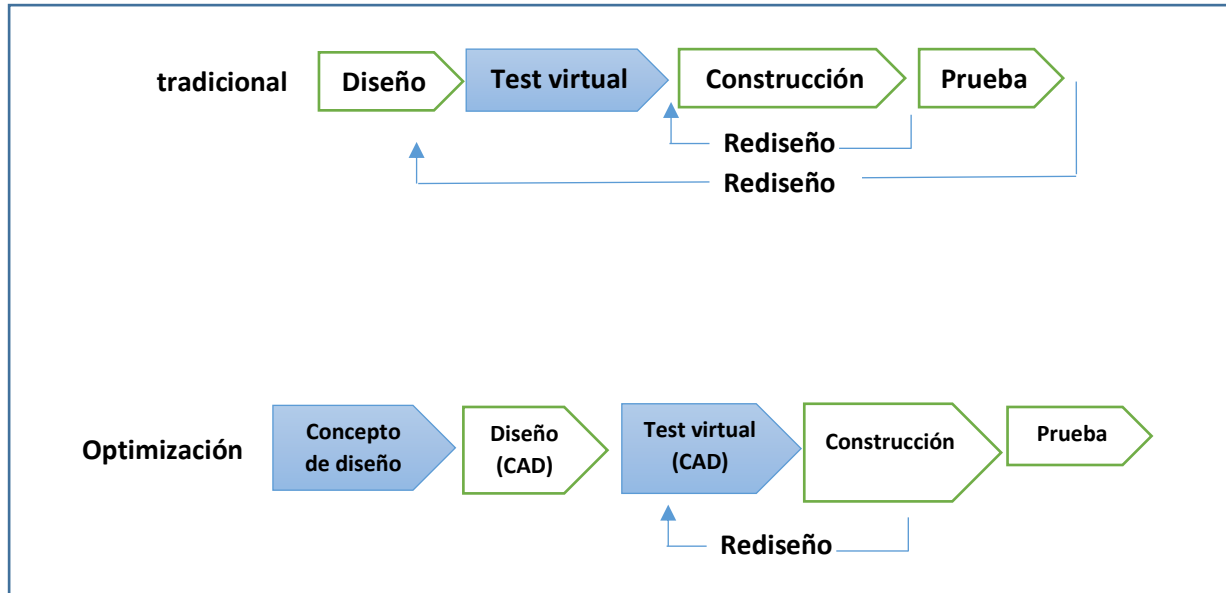 tradicional
Diseño
Test virtual
Construcción
Prueba
Rediseño
Rediseño
Optimización
Concepto
de diseño
Diseño
(CAD)
Test virtual
(CAD)
Construcción
Prueba
Rediseño